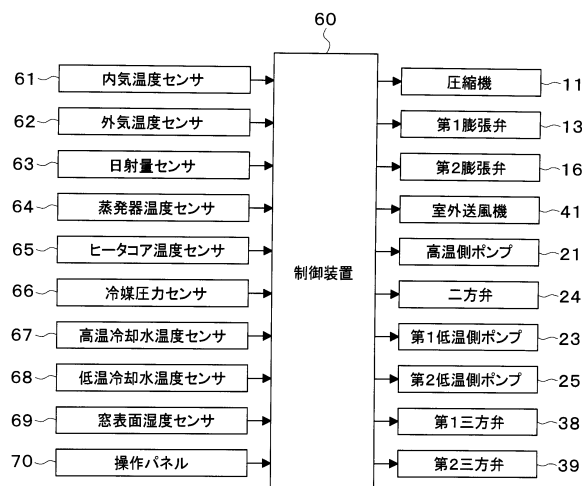 60
61 内気温度センサ 圧縮機 11
62 外気温度センサ 第1膨張弁 13
63 日射量センサ 第2膨張弁 16
64 蒸発器温度センサ 室外送風機 41
65 ヒータコア温度センサ 高温側ポンプ 21
制御装置
66 冷媒圧力センサ 二方弁 24
67 高温冷却水温度センサ 第1低温側ポンプ 23
68 低温冷却水温度センサ 第2低温側ポンプ 25
69 窓表面湿度センサ 第1三方弁 38
70 操作パネル 第2三方弁 39